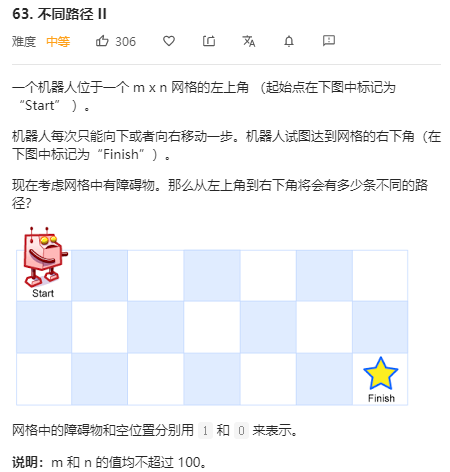 63. 不同路径 II
难度 中等 306
一个机器人位于一个 m x n 网格的左上角 （起始点在下图中标记为
“Start” ）。
机器人每次只能向下或者向右移动一步。机器人试图达到网格的右下角（在
下图中标记为“Finish”）。
现在考虑网格中有障碍物。那么从左上角到右下角将会有多少条不同的路
径？
Start
Finish
网格中的障碍物和空位置分别用 1 和 0 来表示。
说明：m 和 n 的值均不超过 100。